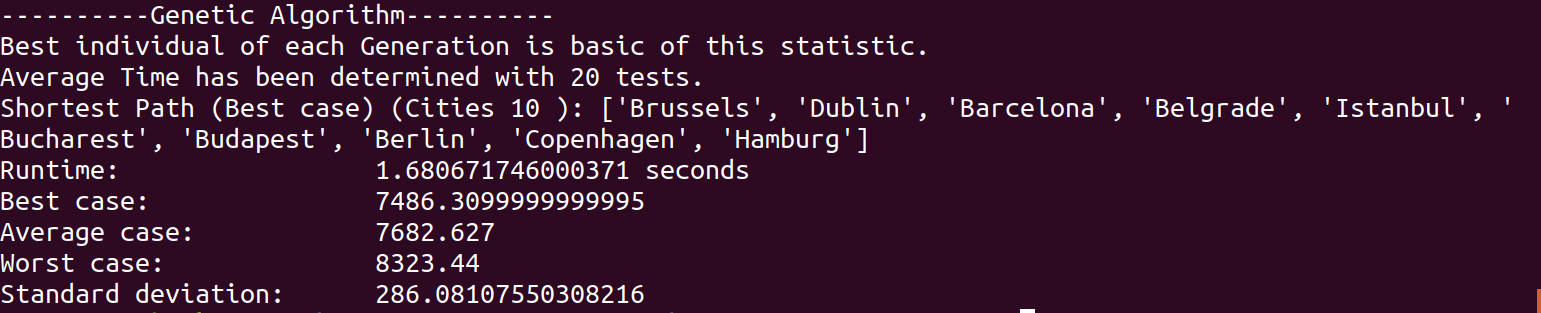 ----------Genetic Algorithm----------
Best individual of each Generation is basic of this statistic.
Average Time has been determined with 20 tests.
Shortest Path (Best case) (Cities 10 ): ['Brussels', 'Dublin', 'Barcelona', 'Belgrade', 'Istanbul', '
Bucharest', 'Budapest', 'Berlin', 'Copenhagen', 'Hamburg']
Runtime: 1.680671746000371 seconds
Best case: 7486.3099999999995
Average case: 7682.627
Worst case: 8323.44
Standard deviation: 286.08107550308216